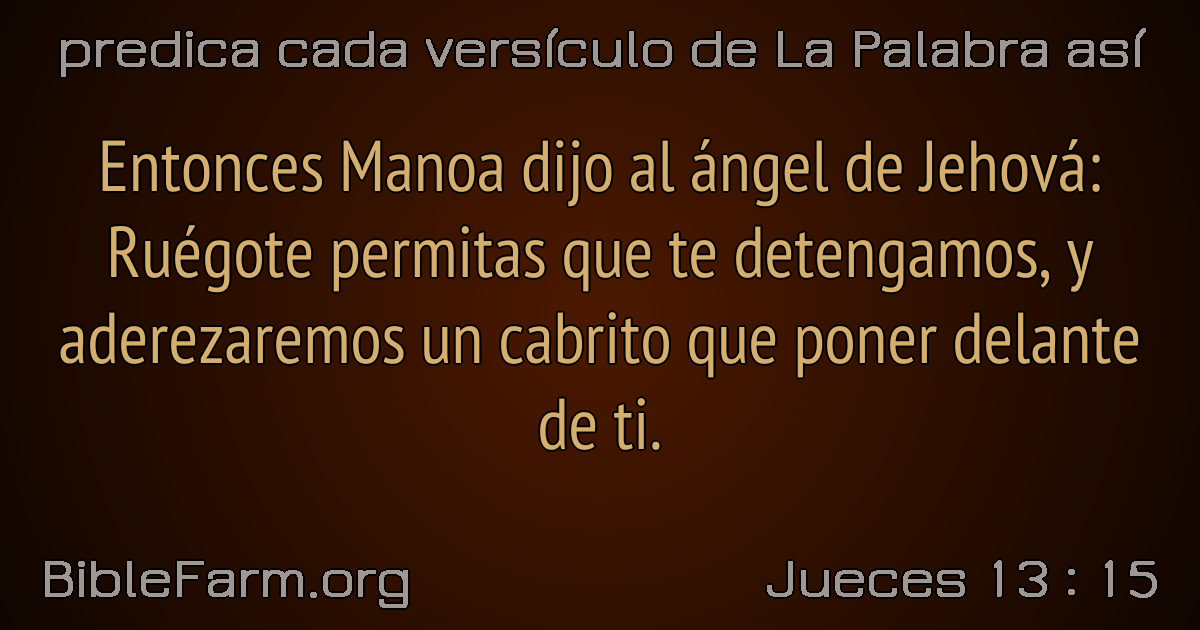 predica cada versículo de La Palabra así
Entonces Manoa dijo al ángel de Jehová:
Ruégote permitas que te detengamos, y
aderezaremos un cabrito que poner delante
de ti.
BibleFarm.org
Jueces 13 : 15